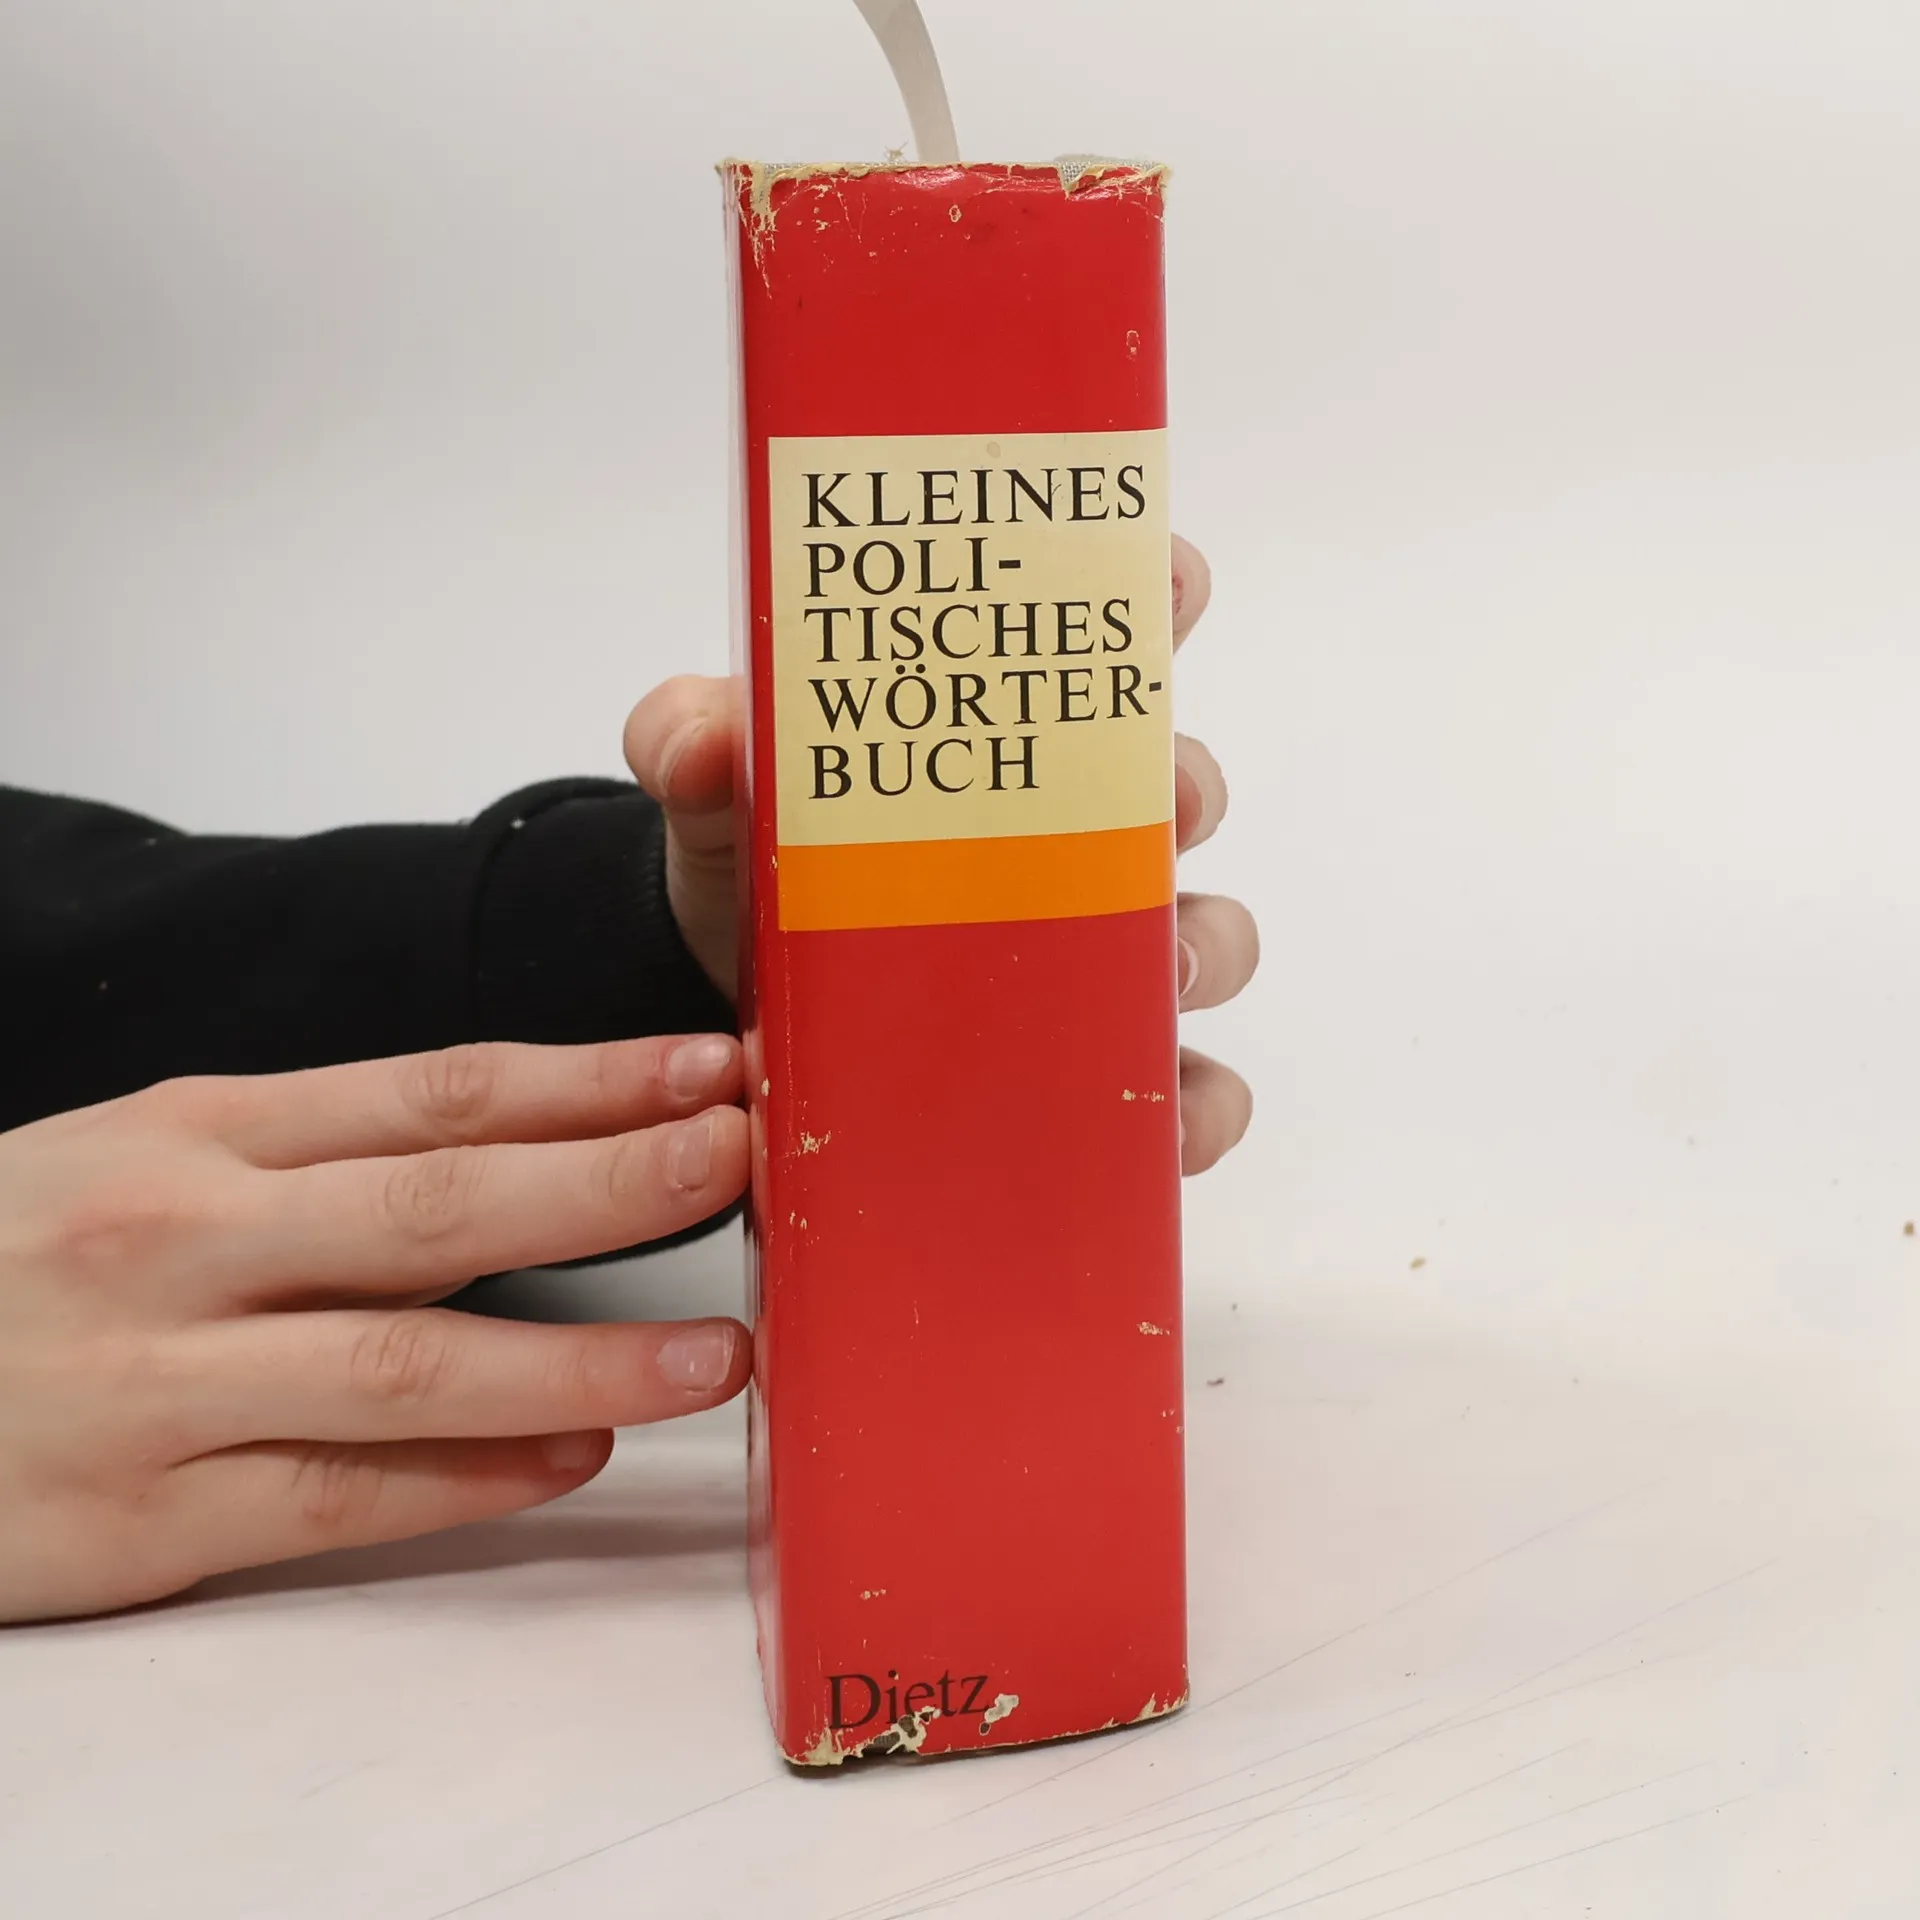 KLEINES
POLI-
TISCHES
WÖRTER-
BUCH
Dietz